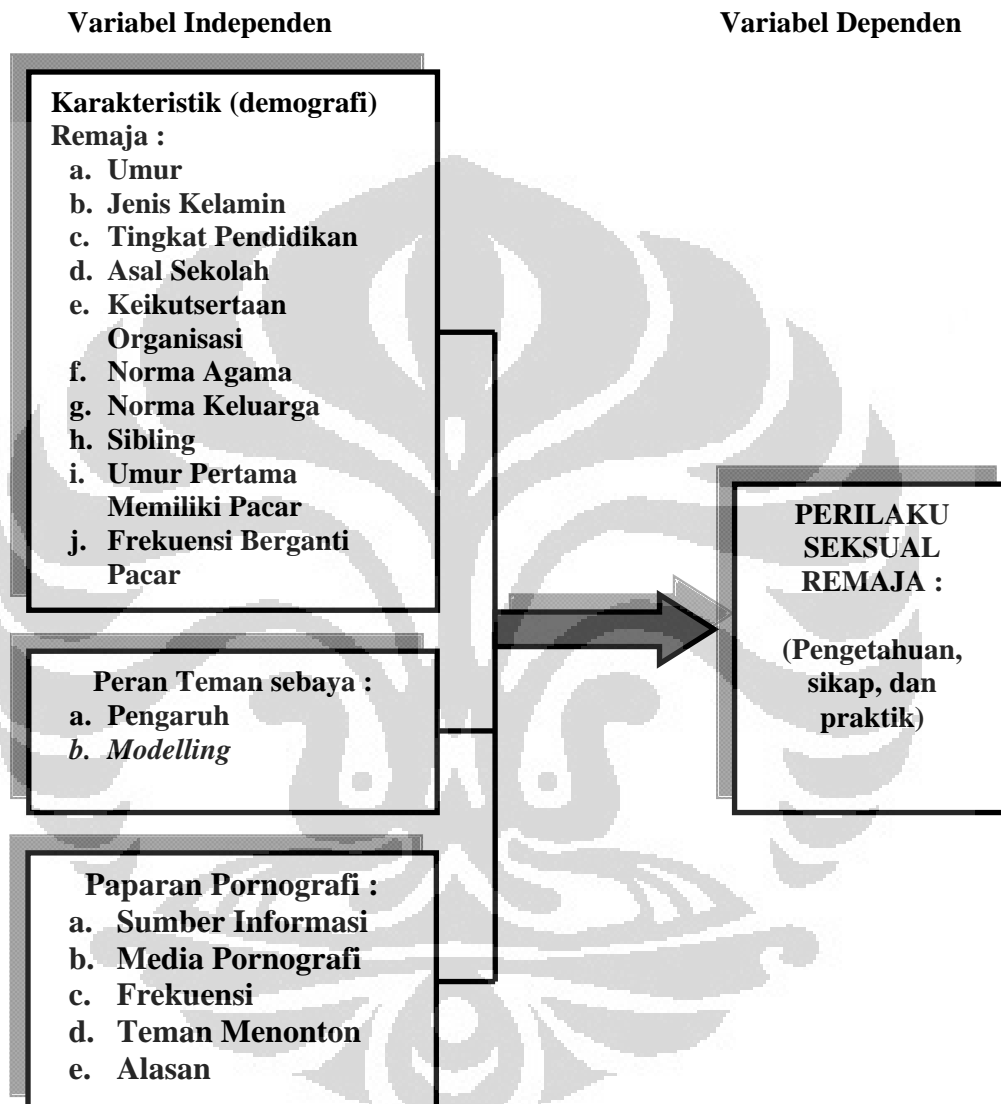 Variabel Independen
Variabel Dependen
Karakteristik (demografi)
Remaja :
a. Umur
b. Jenis Kelamin
c. Tingkat Pendidikan
d. Asal Sekolah
e. Keikutsertaan
Organisasi
f. Norma Agama
g. Norma Keluarga
h. Sibling
i. Umur Pertama
Memiliki Pacar
j. Frekuensi Berganti
Pacar
Peran Teman sebaya :
a. Pengaruh
b. Modelling
Paparan Pornografi :
a. Sumber Informasi
b. Media Pornografi
c. Frekuensi
d. Teman Menonton
e. Alasan
PERILAKU
SEKSUAL
REMAJA :
(Pengetahuan,
sikap, dan
praktik)